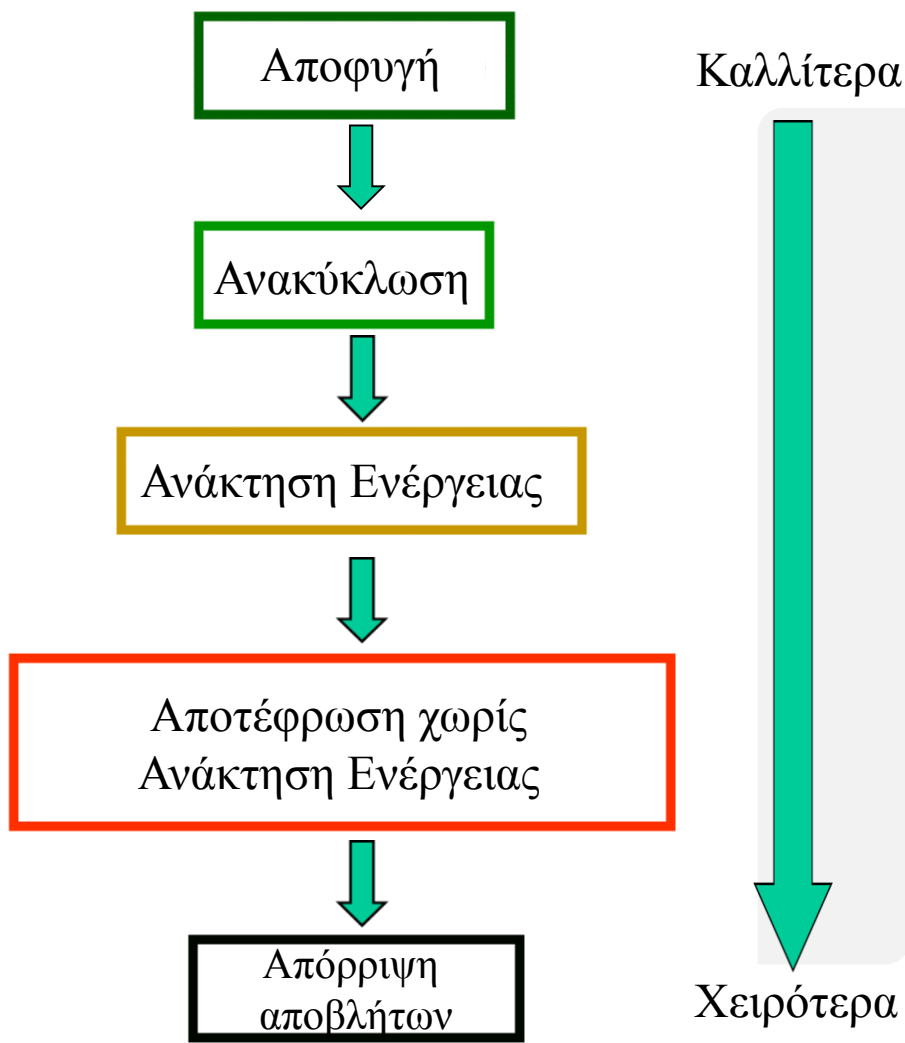 Αποφυγή
Καλλίτερα
Ανακύκλωση
Ανάκτηση Ενέργειας
Αποτέφρωση χωρίς
Ανάκτηση Ενέργειας
Απόρριψη
αποβλήτων
Χειρότερα